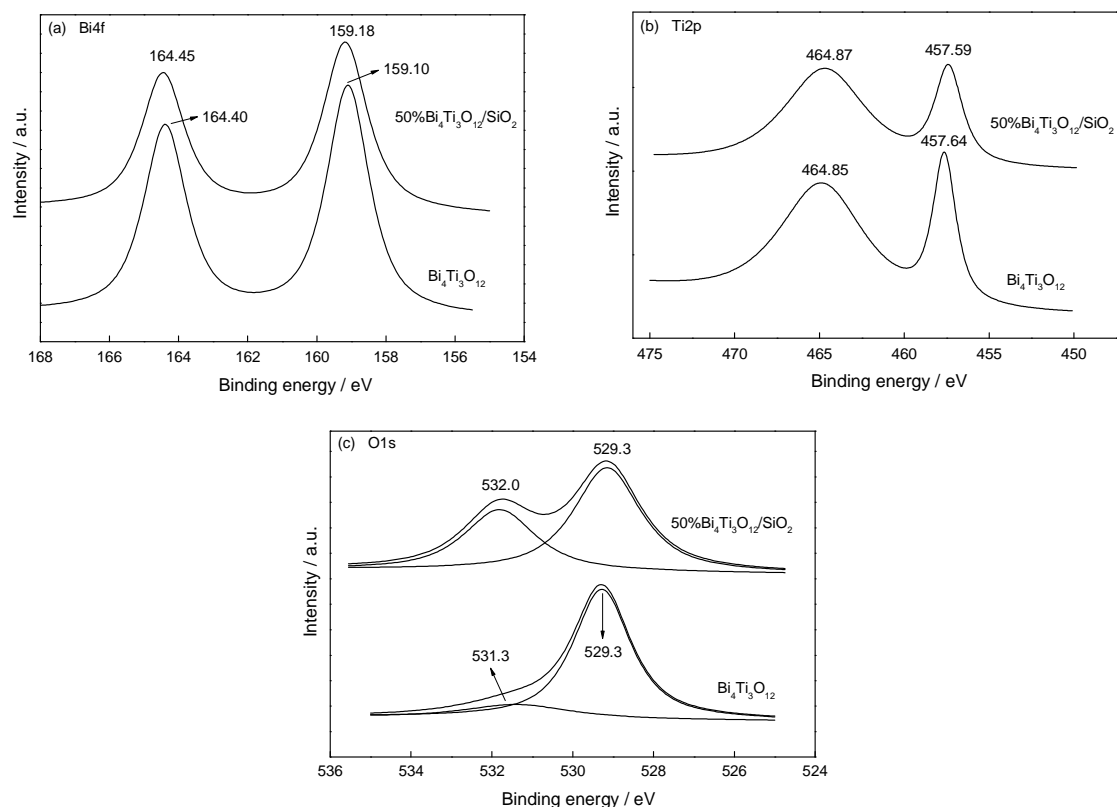 (a) Bi4f
159.18
164.45
159.10
164.40
50%Bi₄Ti₃O₁₂/SiO₂
Bi₄Ti₃O₁₂
Intensity / a.u.
168 166 164 162 160 158 156 154
Binding energy / eV
(b) Ti2p
464.87 457.59
50%Bi₄Ti₃O₁₂/SiO₂
457.64
464.85
Bi₄Ti₃O₁₂
Intensity / a.u.
475 470 465 460 455 450
Binding energy / eV
(c) O1s
529.3
532.0
50%Bi₄Ti₃O₁₂/SiO₂
531.3
529.3
Bi₄Ti₃O₁₂
Intensity / a.u.
536 534 532 530 528 526 524
Binding energy / eV